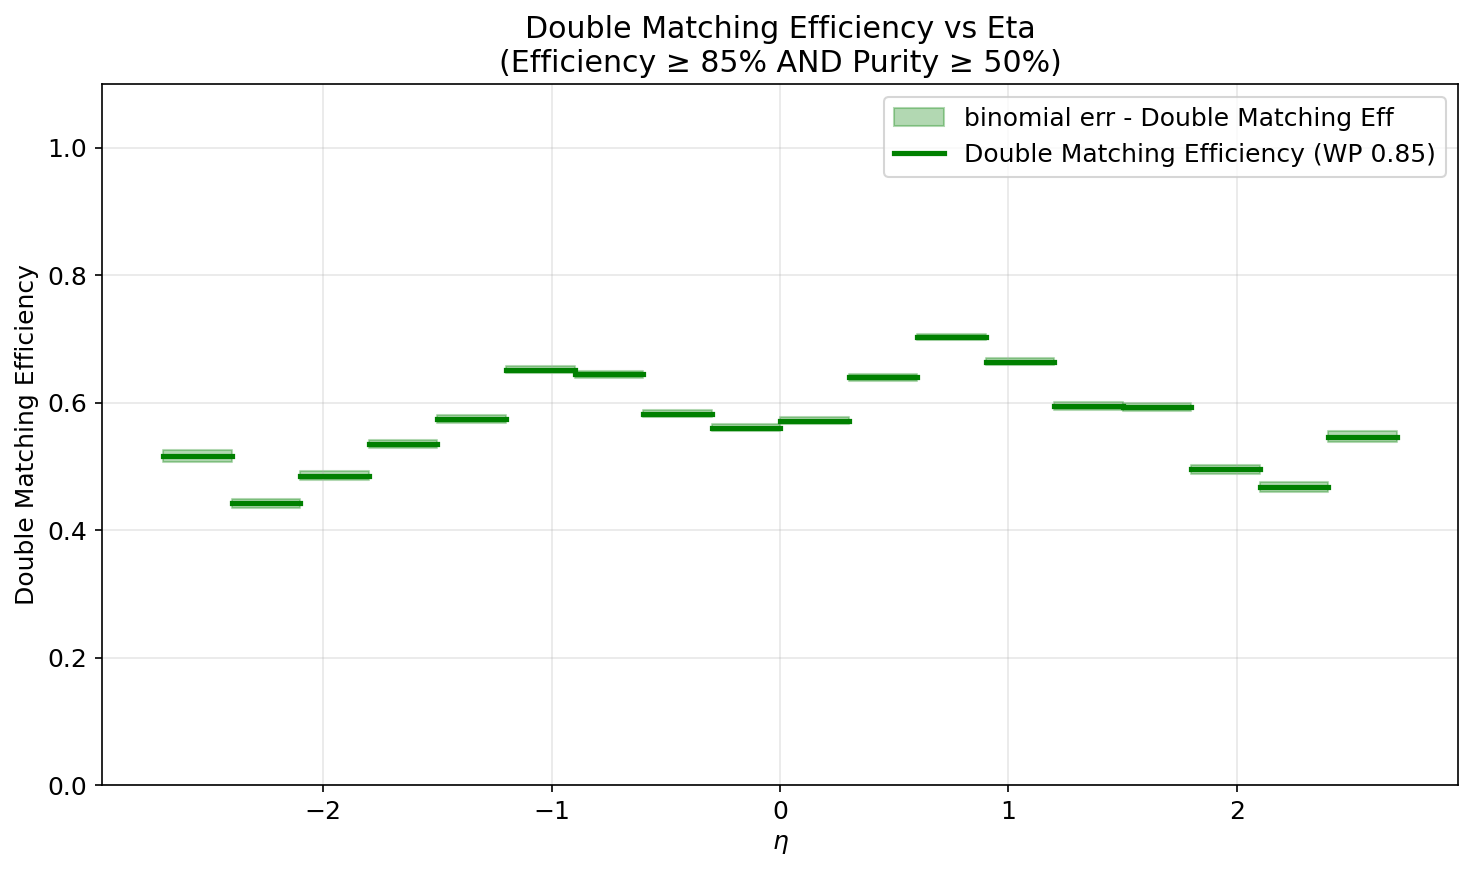 Double Matching Efficiency vs Eta
(Efficiency ≥ 85% AND Purity ≥ 50%)
binomial err - Double Matching Eff
Double Matching Efficiency (WP 0.85)
Double Matching Efficiency
1.0
0.8
0.6
0.4
0.2
0.0
−2
−1
0
1
2
η